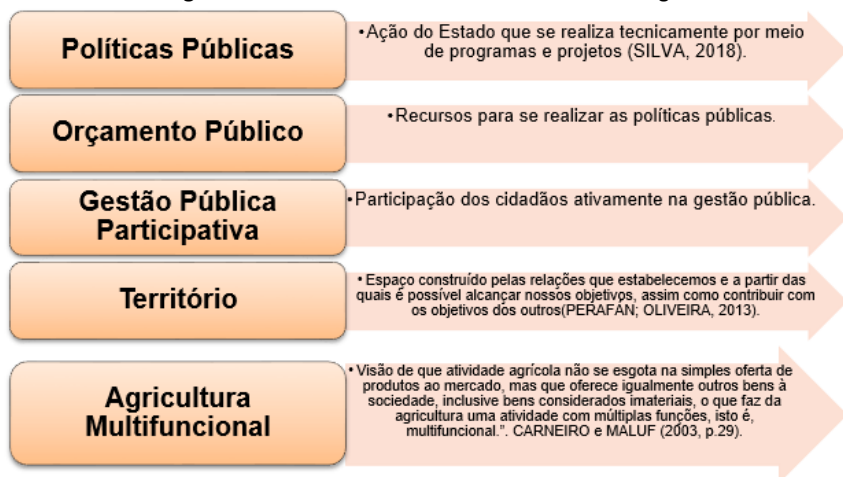 Políticas Públicas
•Ação do Estado que se realiza tecnicamente por meio
de programas e projetos (SILVA, 2018).
Orçamento Público
•Recursos para se realizar as políticas públicas.
Gestão Pública
Participativa
•Participação dos cidadãos ativamente na gestão pública.
Território
• Espaço construído pelas relações que estabelecemos e a partir das
quais é possível alcançar nossos objetivos, assim como contribuir com
os objetivos dos outros(PERAFAN; OLIVEIRA, 2013).
Agricultura
Multifuncional
• Visão de que atividade agrícola não se esgota na simples oferta de
produtos ao mercado, mas que oferece igualmente outros bens à
sociedade, inclusive bens considerados imateriais, o que faz da
agricultura uma atividade com múltiplas funções, isto é,
multifuncional.”. CARNEIRO e MALUF (2003, p.29).